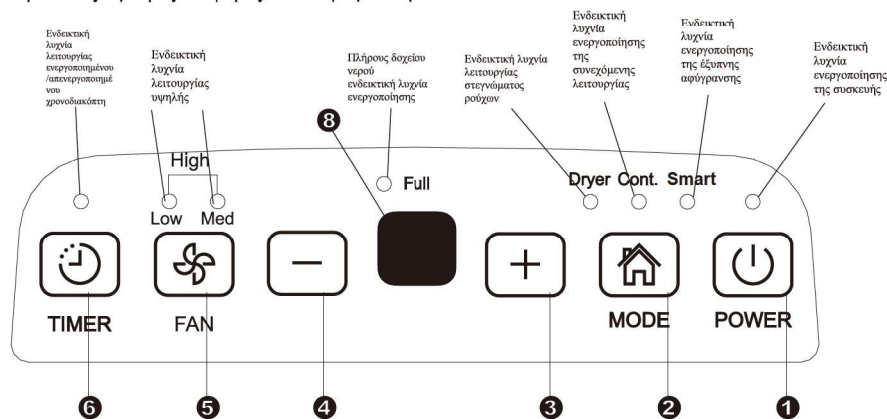 Ενδεικτική
λυχνία
λειτουργίας
ενεργοποιημένου
/απενεργοποιημέ
νου
χρονοδιακόπτη
Ενδεικτική
λυχνία
λειτουργίας
υψηλής
Πλήρους δοχείου
νερού
ενδεικτική λυχνία
ενεργοποίησης
Ενδεικτική λυχνία
λειτουργίας
στεγνώματος
ρούχων
Ενδεικτική
λυχνία
ενεργοποίησης
της
συνεχόμενης
λειτουργίας
Ενδεικτική
λυχνία
ενεργοποίησης
της έξυπνης
αφύγρανσης
Ενδεικτική
λυχνία
ενεργοποίησης
της συσκευής
8
High
Full
Dryer Cont. Smart
Low Med
TIMER FAN MODE POWER
6 5 4 3 2 1